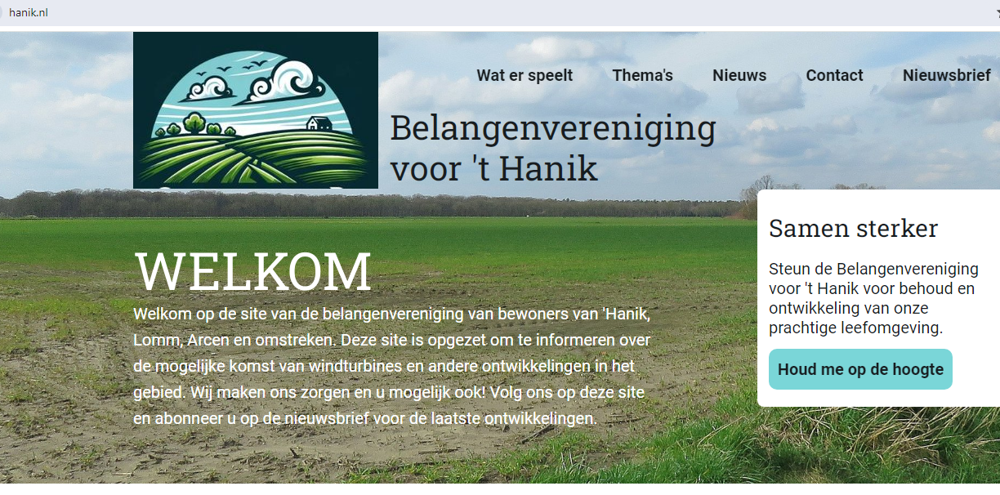 hanik.nl
Wat er speelt Thema's Nieuws Contact Nieuwsbrief
Belangenvereniging
voor 't Hanik
WELKOM
Welkom op de site van de belangenvereniging van bewoners van 'Hanik,
Lomm, Arcen en omstreken. Deze site is opgezet om te informeren over
de mogelijke komst van windturbines en andere ontwikkelingen in het
gebied. Wij maken ons zorgen en u mogelijk ook! Volg ons op deze site
en abonneer u op de nieuwsbrief voor de laatste ontwikkelingen.
Samen sterker
Steun de Belangenvereniging
voor 't Hanik voor behoud en
ontwikkeling van onze
prachtige leefomgeving.
Houd me op de hoogte